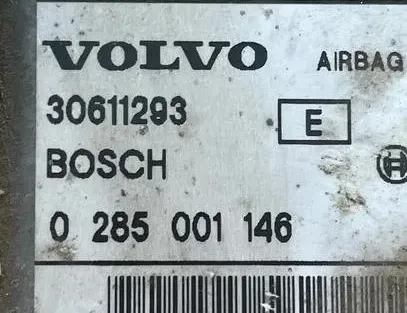 VOLVO AIRBAG
30611293 E
BOSCH
0 285 001 146